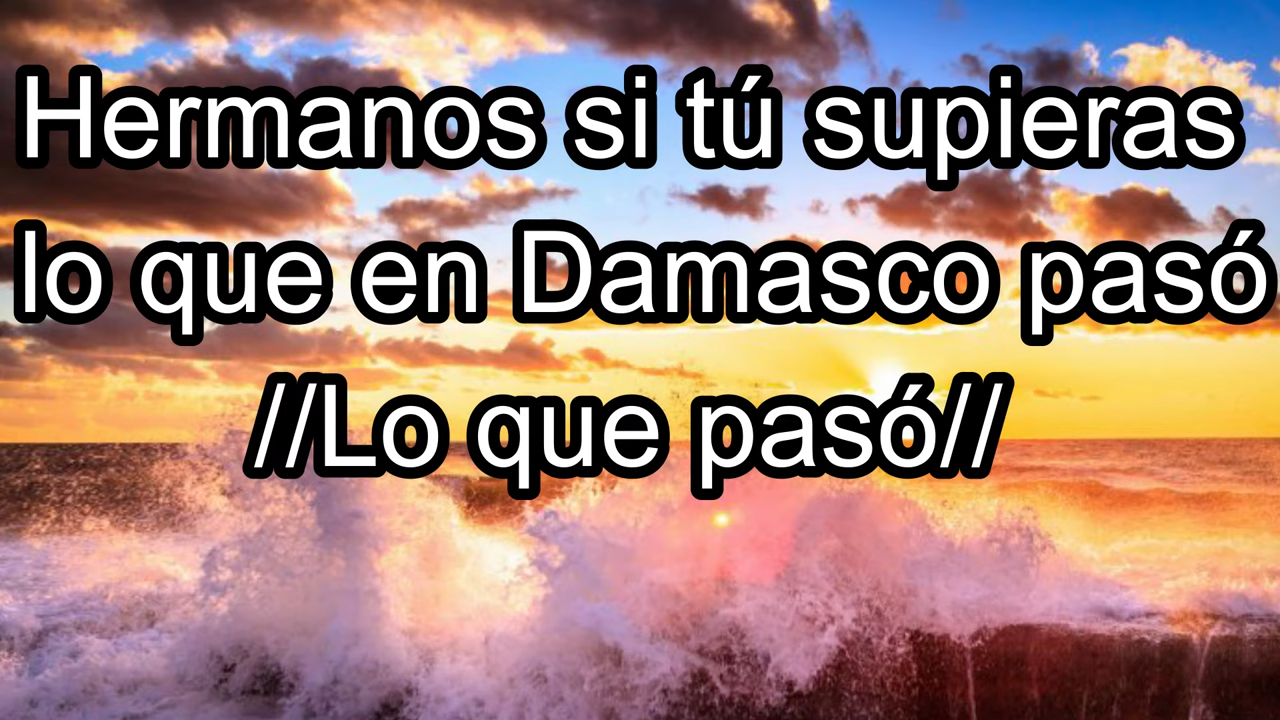 Hermanos si tú supieras
lo que en Damasco pasó
//Lo que pasó//